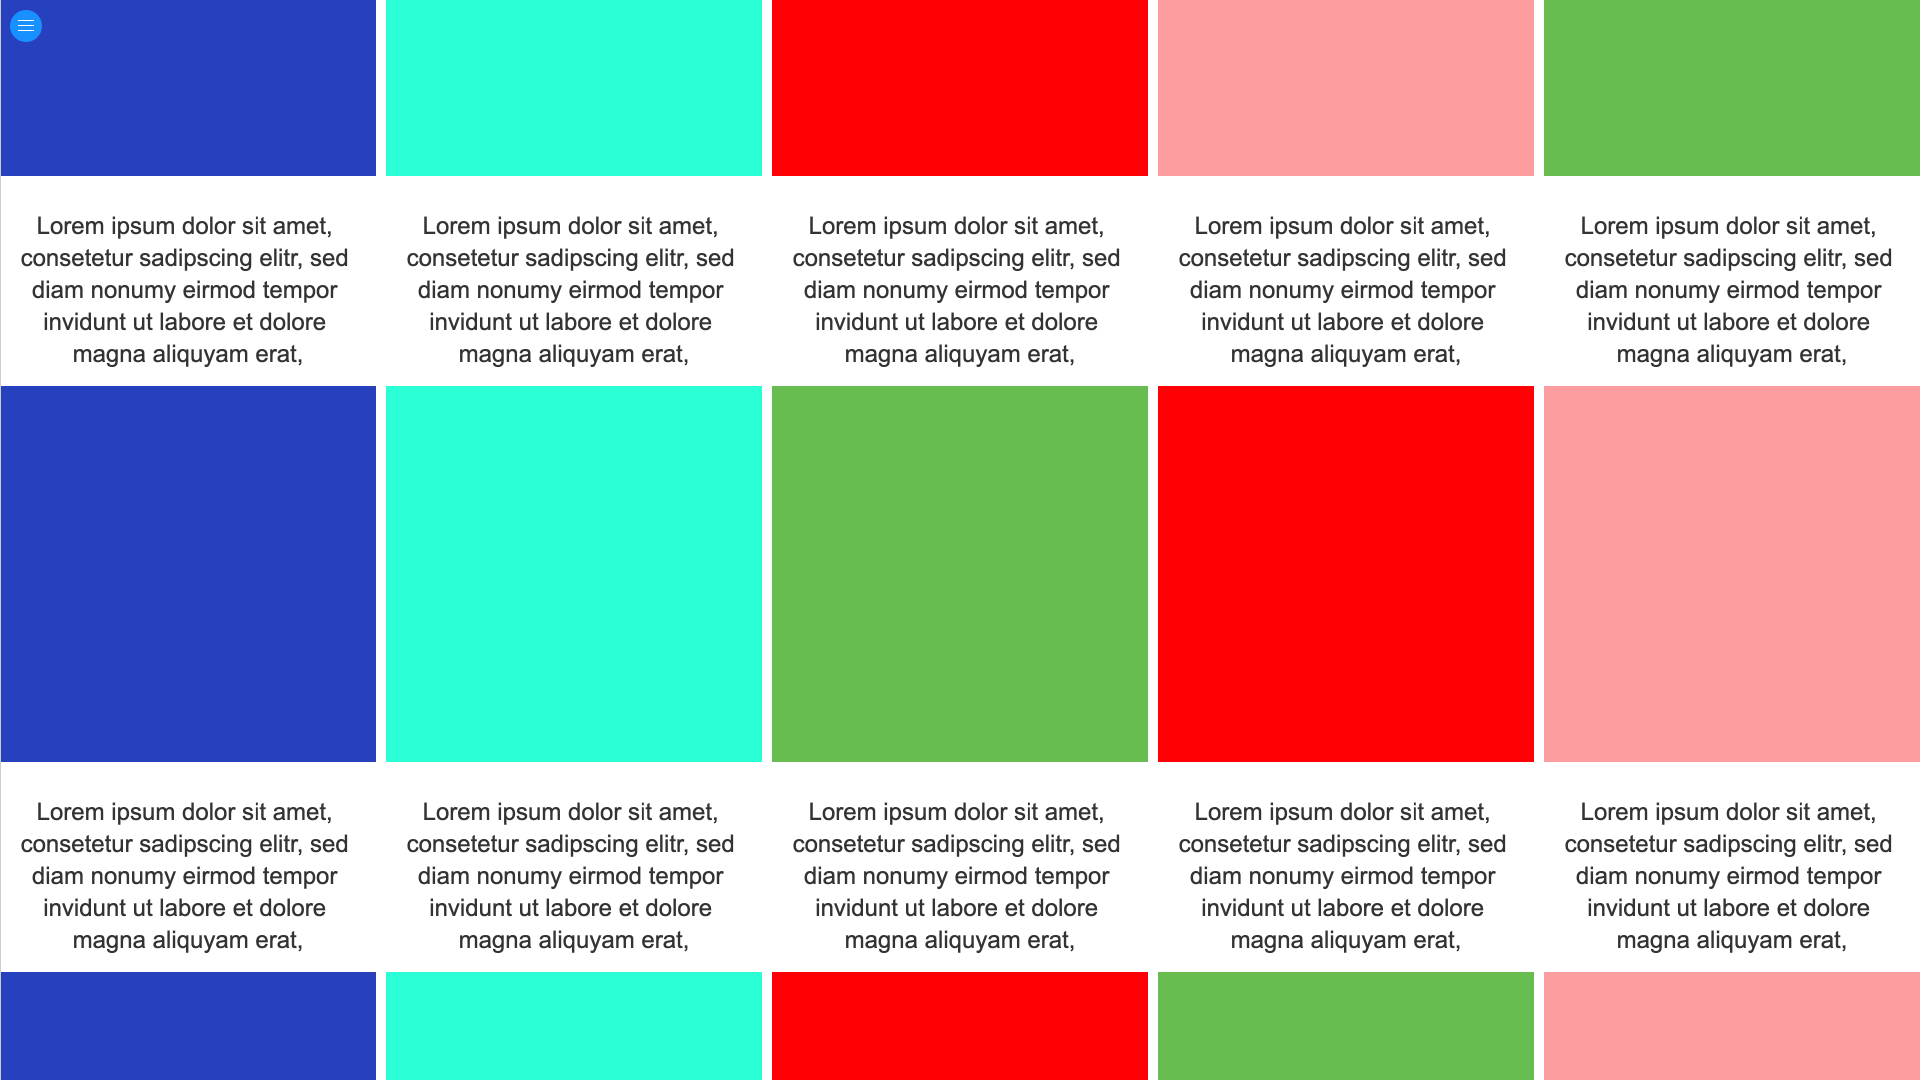 Lorem ipsum dolor sit amet,
consetetur sadipscing elitr, sed
diam nonumy eirmod tempor
invidunt ut labore et dolore
magna aliquyam erat,
Lorem ipsum dolor sit amet,
consetetur sadipscing elitr, sed
diam nonumy eirmod tempor
invidunt ut labore et dolore
magna aliquyam erat,
Lorem ipsum dolor sit amet,
consetetur sadipscing elitr, sed
diam nonumy eirmod tempor
invidunt ut labore et dolore
magna aliquyam erat,
Lorem ipsum dolor sit amet,
consetetur sadipscing elitr, sed
diam nonumy eirmod tempor
invidunt ut labore et dolore
magna aliquyam erat,
Lorem ipsum dolor sit amet,
consetetur sadipscing elitr, sed
diam nonumy eirmod tempor
invidunt ut labore et dolore
magna aliquyam erat,
Lorem ipsum dolor sit amet,
consetetur sadipscing elitr, sed
diam nonumy eirmod tempor
invidunt ut labore et dolore
magna aliquyam erat,
Lorem ipsum dolor sit amet,
consetetur sadipscing elitr, sed
diam nonumy eirmod tempor
invidunt ut labore et dolore
magna aliquyam erat,
Lorem ipsum dolor sit amet,
consetetur sadipscing elitr, sed
diam nonumy eirmod tempor
invidunt ut labore et dolore
magna aliquyam erat,
Lorem ipsum dolor sit amet,
consetetur sadipscing elitr, sed
diam nonumy eirmod tempor
invidunt ut labore et dolore
magna aliquyam erat,
Lorem ipsum dolor sit amet,
consetetur sadipscing elitr, sed
diam nonumy eirmod tempor
invidunt ut labore et dolore
magna aliquyam erat,